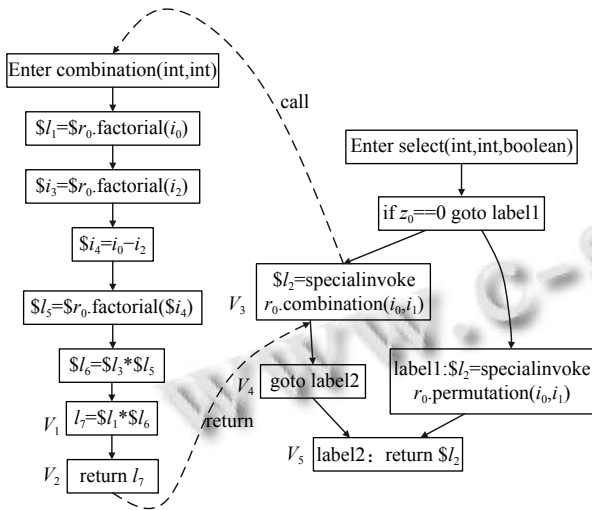 Enter combination(int,int)
$l₁=$r₀.factorial(i₀)
$i₃=$r₀.factorial(i₂)
$i₄=i₀−i₂
$l₅=$r₀.factorial($i₄)
$l₆=$l₃*$l₅
V₁
l₇=$l₁*$l₆
V₂
return l₇
call
return
Enter select(int,int,boolean)
if z₀==0 goto label1
$l₂=specialinvoke
r₀.combination(i₀,i₁)
V₃
V₄
goto label2
label1:$l₂=specialinvoke
r₀.permutation(i₀,i₁)
V₅
label2：return $l₂
www.c-s